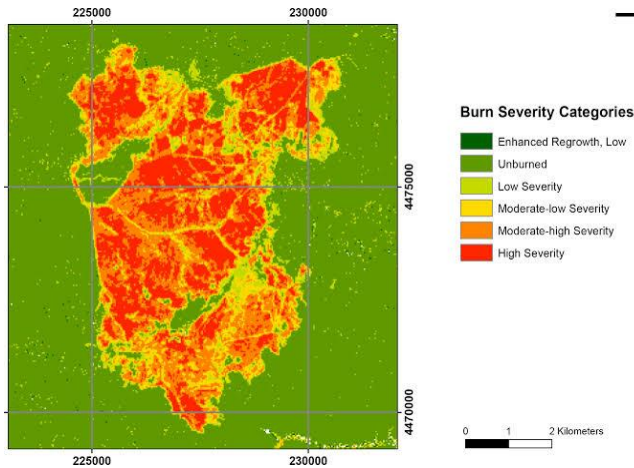 225000
230000
4475000
4470000
225000
230000
Burn Severity Categories
Enhanced Regrowth, Low
Unburned
Low Severity
Moderate-low Severity
Moderate-high Severity
High Severity
0 1 2 Kilometers